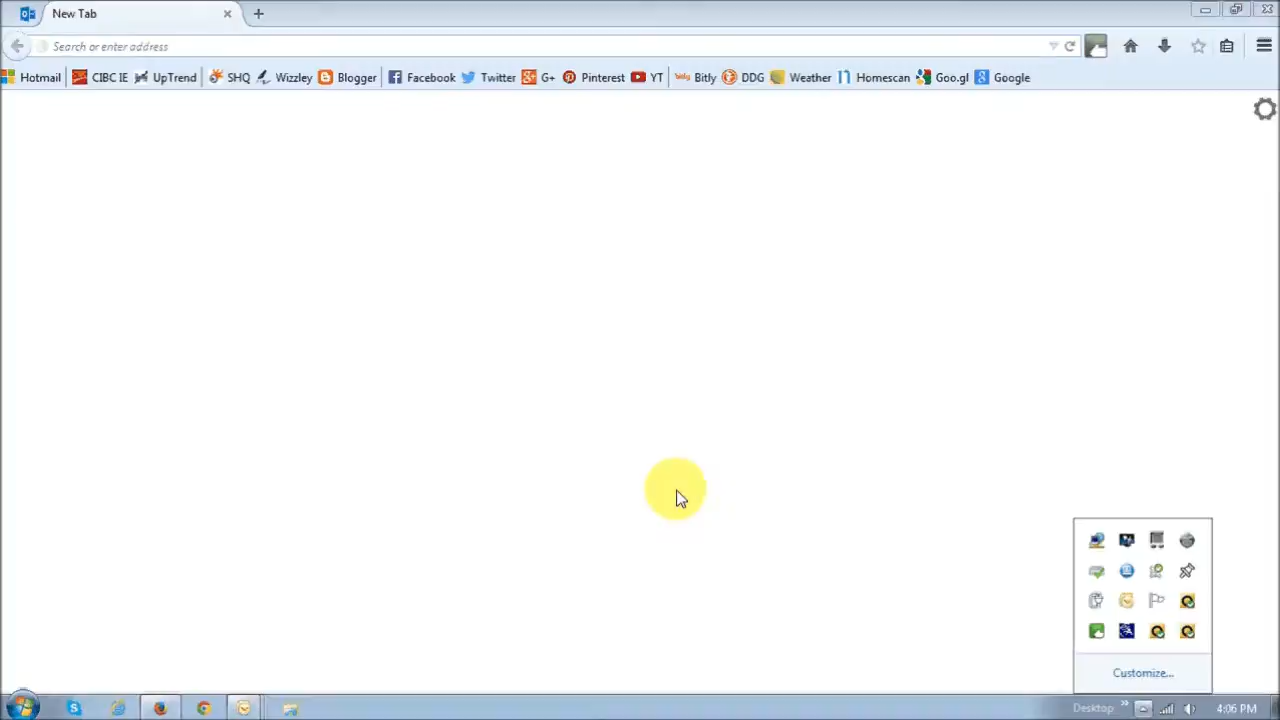 New Tab
Search or enter address
Hotmail CIBC IE UpTrend SHQ Wizzley Blogger Facebook Twitter G+ Pinterest YT Bitly DDG Weather Homescan Goo.gl Google
Customize...
Desktop 4:06 PM